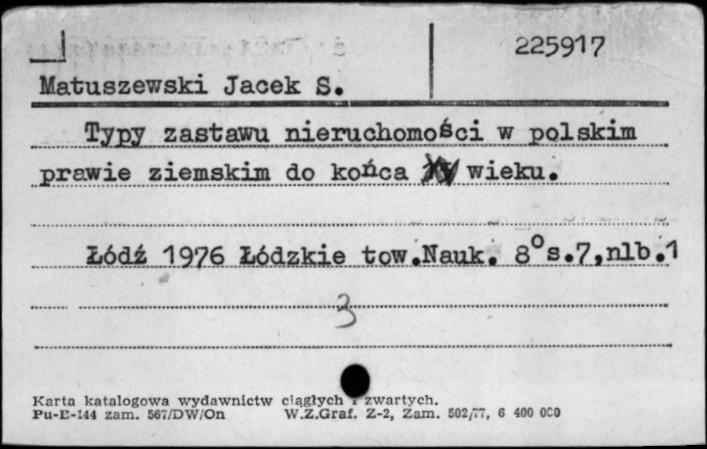 225917
Matuszewski Jacek S.
Typy zastawu nieruchomości w polskim
prawie ziemskim do końca XV wieku.
Łódź 1976 Łódzkie tow.Nauk. 8° s.7,nlb.1
3
Karta katalogowa wydawnictw ciągłych i zwartych.
Pu-E-144 zam. 567/DW/On W.Z.Graf. Z-2, Zam. 502/77, 6 400 000